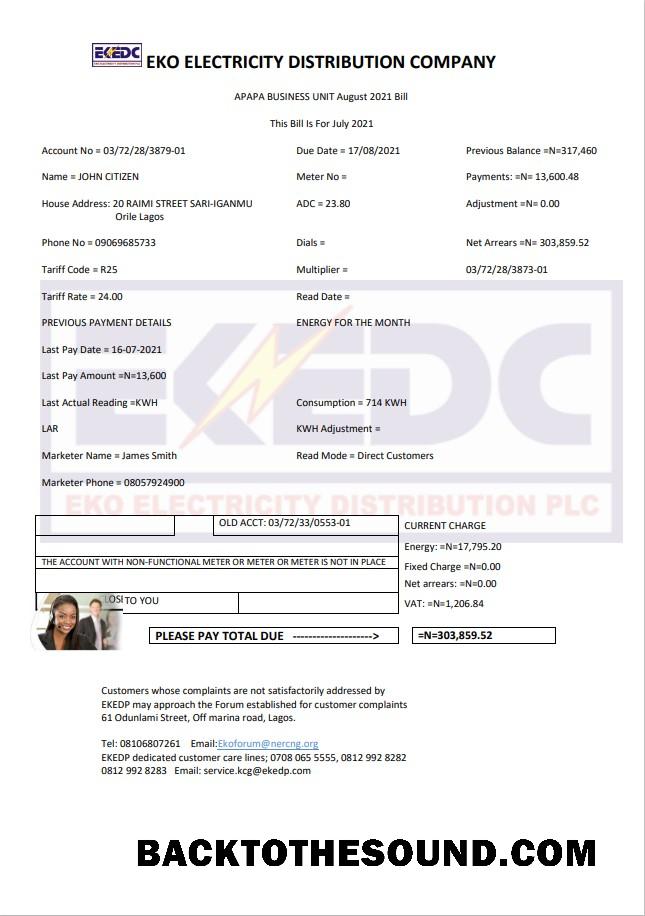 EKEDC
EKO ELECTRICITY DISTRIBUTION PLC
EKO ELECTRICITY DISTRIBUTION COMPANY
APAPA BUSINESS UNIT August 2021 Bill
This Bill Is For July 2021
Account No = 03/72/28/3879-01 Due Date = 17/08/2021 Previous Balance =N=317,460
Name = JOHN CITIZEN Meter No = Payments: =N= 13,600.48
House Address: 20 RAIMI STREET SARI-IGANMU ADC = 23.80 Adjustment =N= 0.00
Orile Lagos
Phone No = 09069685733 Dials = Net Arrears =N= 303,859.52
Tariff Code = R25 Multiplier = 03/72/28/3873-01
Tariff Rate = 24.00 Read Date =
PREVIOUS PAYMENT DETAILS ENERGY FOR THE MONTH
Last Pay Date = 16-07-2021
Last Pay Amount =N=13,600
Last Actual Reading =KWH Consumption = 714 KWH
LAR KWH Adjustment =
Marketer Name = James Smith Read Mode = Direct Customers
Marketer Phone = 08057924900
EKEDC
EKO ELECTRICITY DISTRIBUTION PLC
OLD ACCT: 03/72/33/0553-01 CURRENT CHARGE
Energy: =N=17,795.20
THE ACCOUNT WITH NON-FUNCTIONAL METER OR METER OR METER IS NOT IN PLACE Fixed Charge =N=0.00
Net arrears: =N=0.00
LOSI TO YOU VAT: =N=1,206.84
PLEASE PAY TOTAL DUE --------------------> =N=303,859.52
Customers whose complaints are not satisfactorily addressed by
EKEDP may approach the Forum established for customer complaints
61 Odunlami Street, Off marina road, Lagos.
Tel: 08106807261 Email:Ekoforum@nercng.org
EKEDP dedicated customer care lines; 0708 065 5555, 0812 992 8282
0812 992 8283 Email: service.kcg@ekedp.com
BACKTOTHESOUND.COM